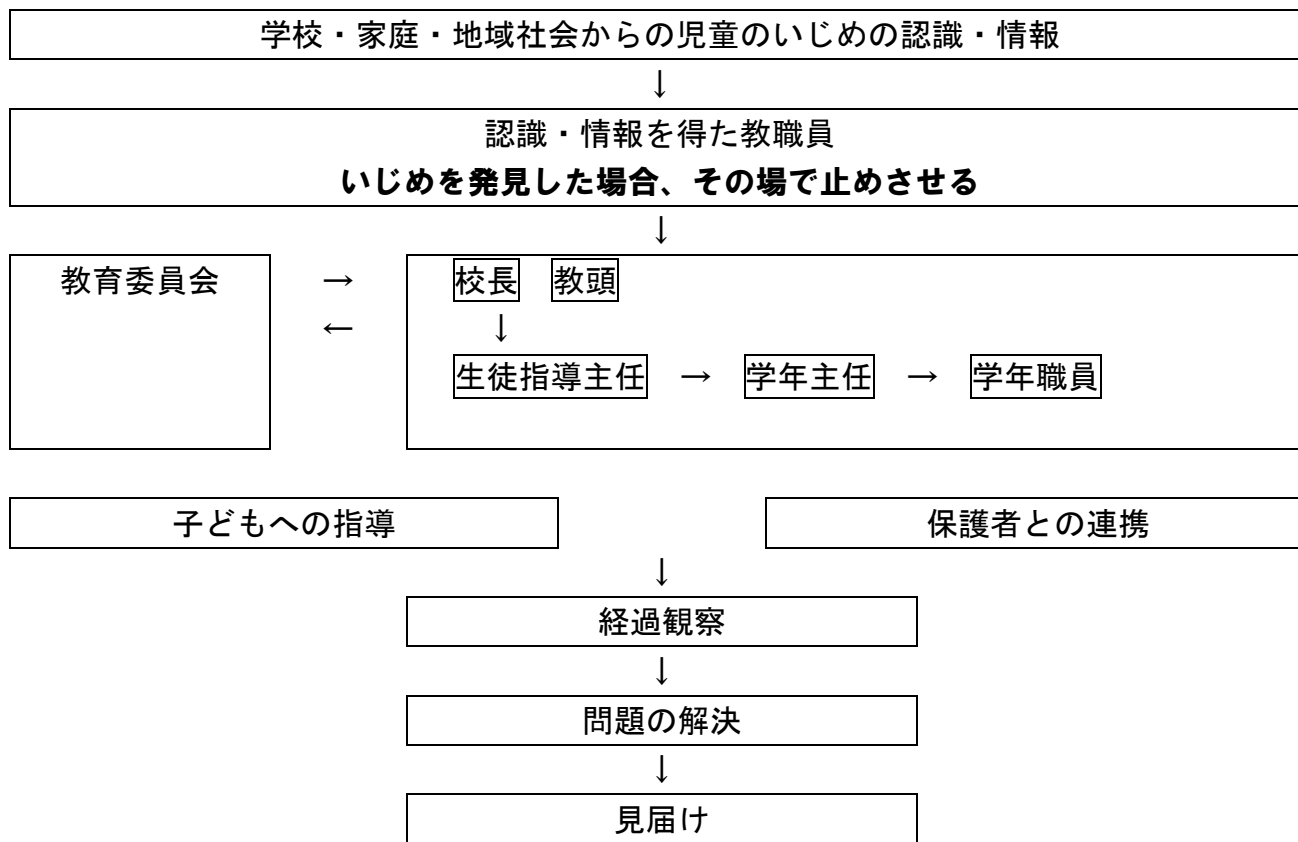 学校・家庭・地域社会からの児童のいじめの認識・情報
↓
認識・情報を得た教職員
いじめを発見した場合、その場で止めさせる
↓
教育委員会 → 校長 教頭
← ↓
生徒指導主任 → 学年主任 → 学年職員
子どもへの指導 保護者との連携
↓
経過観察
↓
問題の解決
↓
見届け